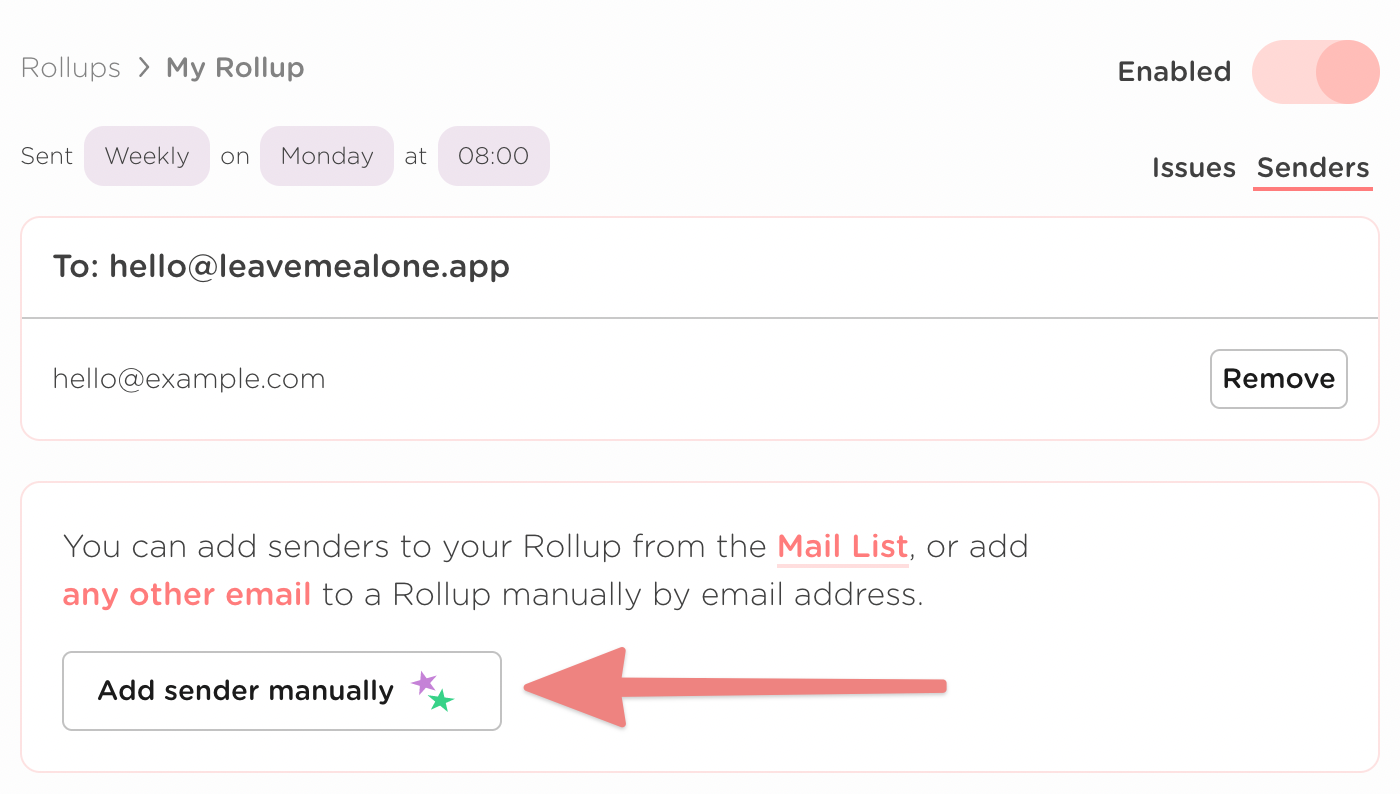 Rollups > My Rollup
Enabled
Sent Weekly on Monday at 08:00
Issues Senders
To: hello@leavemealone.app
hello@example.com
Remove
You can add senders to your Rollup from the Mail List, or add
any other email to a Rollup manually by email address.
Add sender manually